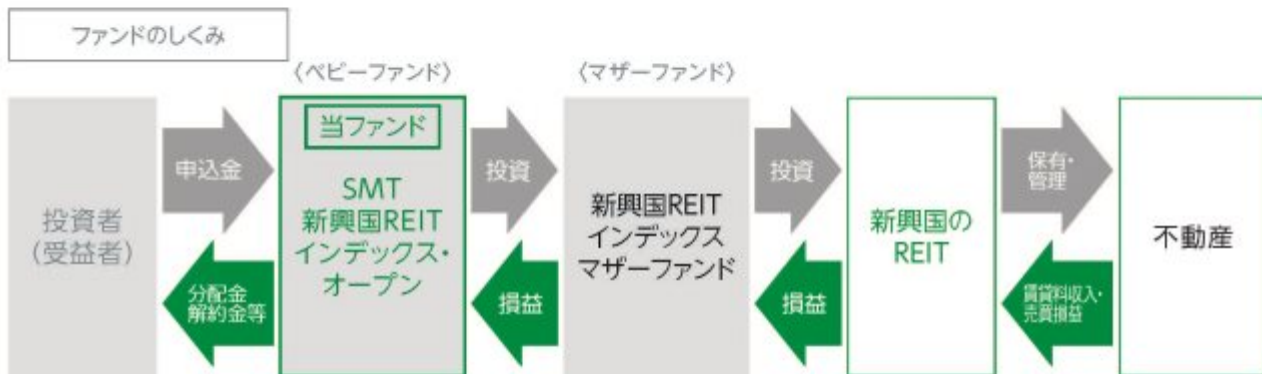 ファンドのしくみ
〈ベビーファンド〉
〈マザーファンド〉
投資者
(受益者)
申込金
分配金
解約金等
当ファンド
SMT
新興国REIT
インデックス・
オープン
投資
損益
新興国REIT
インデックス
マザーファンド
投資
損益
新興国の
REIT
保有・
管理
賃貸料収入・
売買損益
不動産